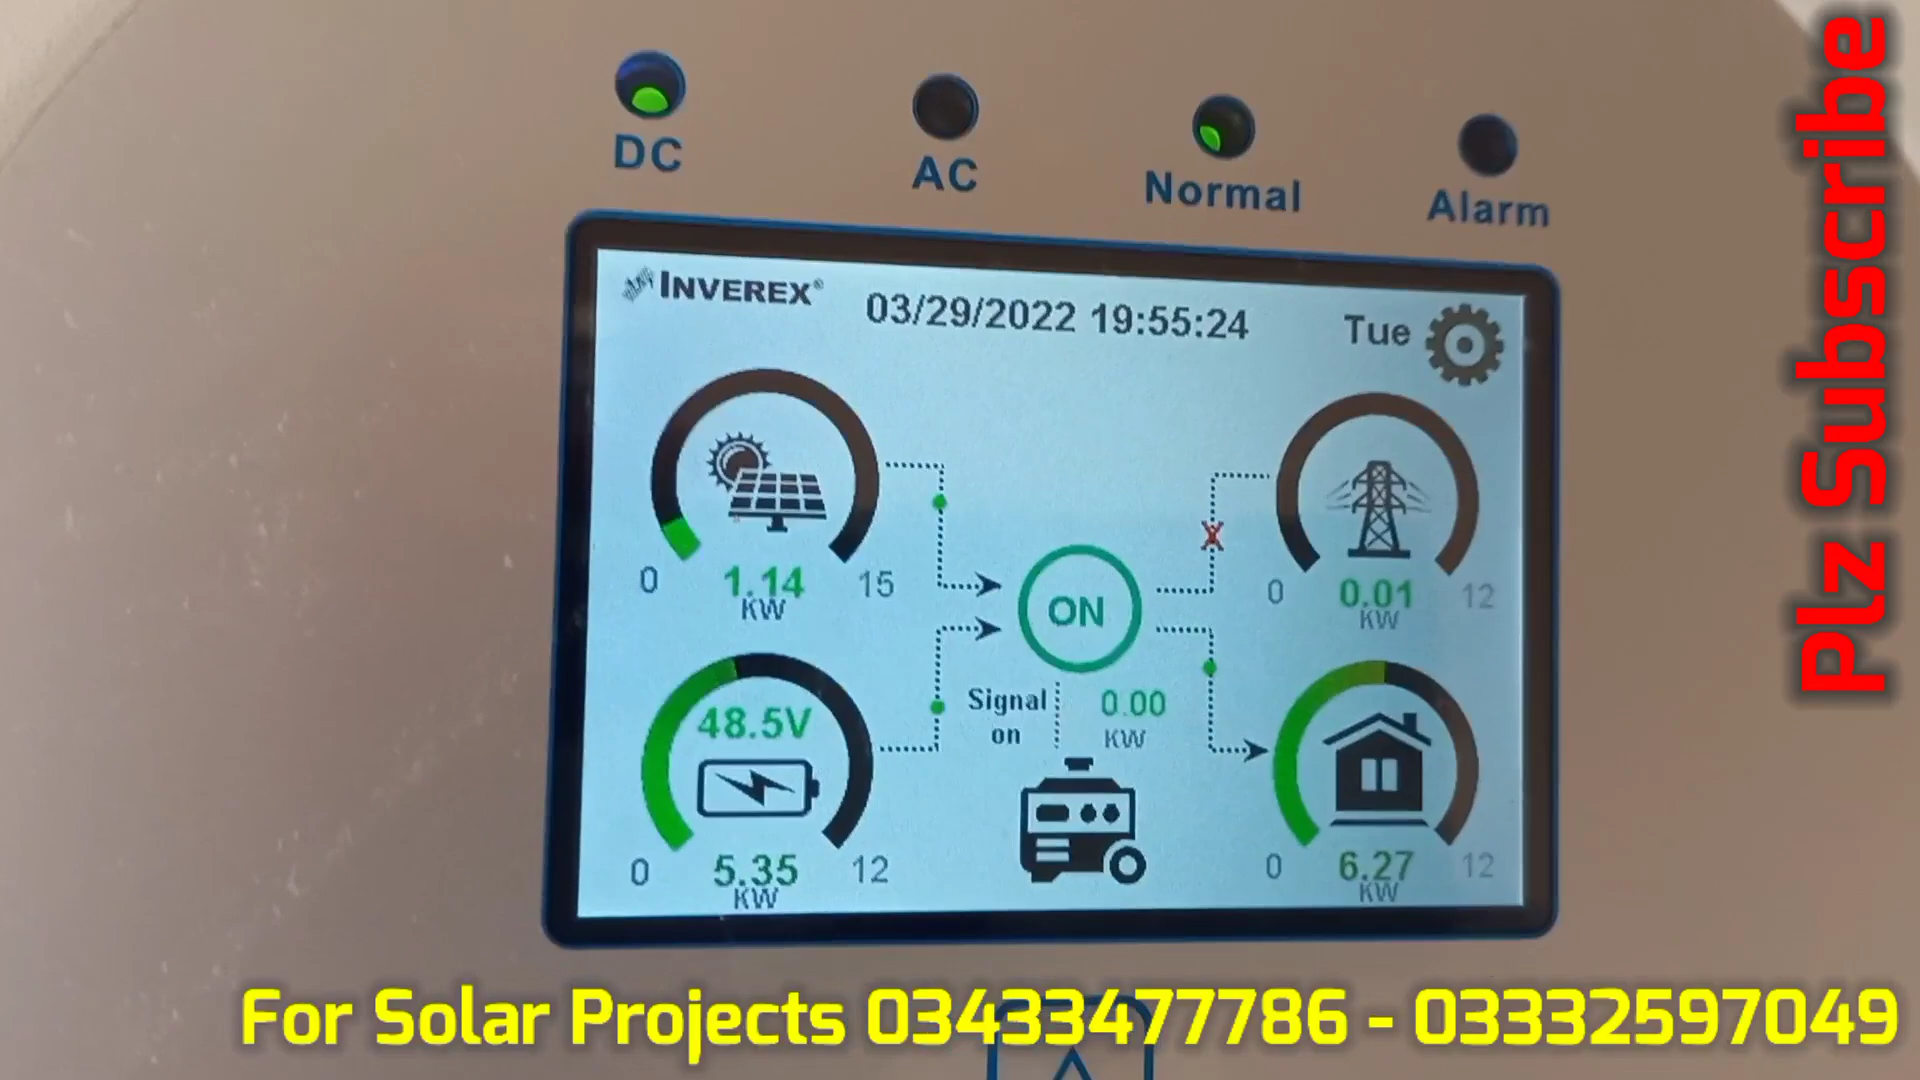 DC
AC
Normal
Alarm
INVEREX®
03/29/2022 19:55:24
Tue
0
1.14
KW
15
0
0.01
KW
12
ON
48.5V
0
5.35
KW
12
Signal
on
0.00
KW
0
6.27
KW
12
Plz Subscribe
For Solar Projects 03433477786 - 03332597049